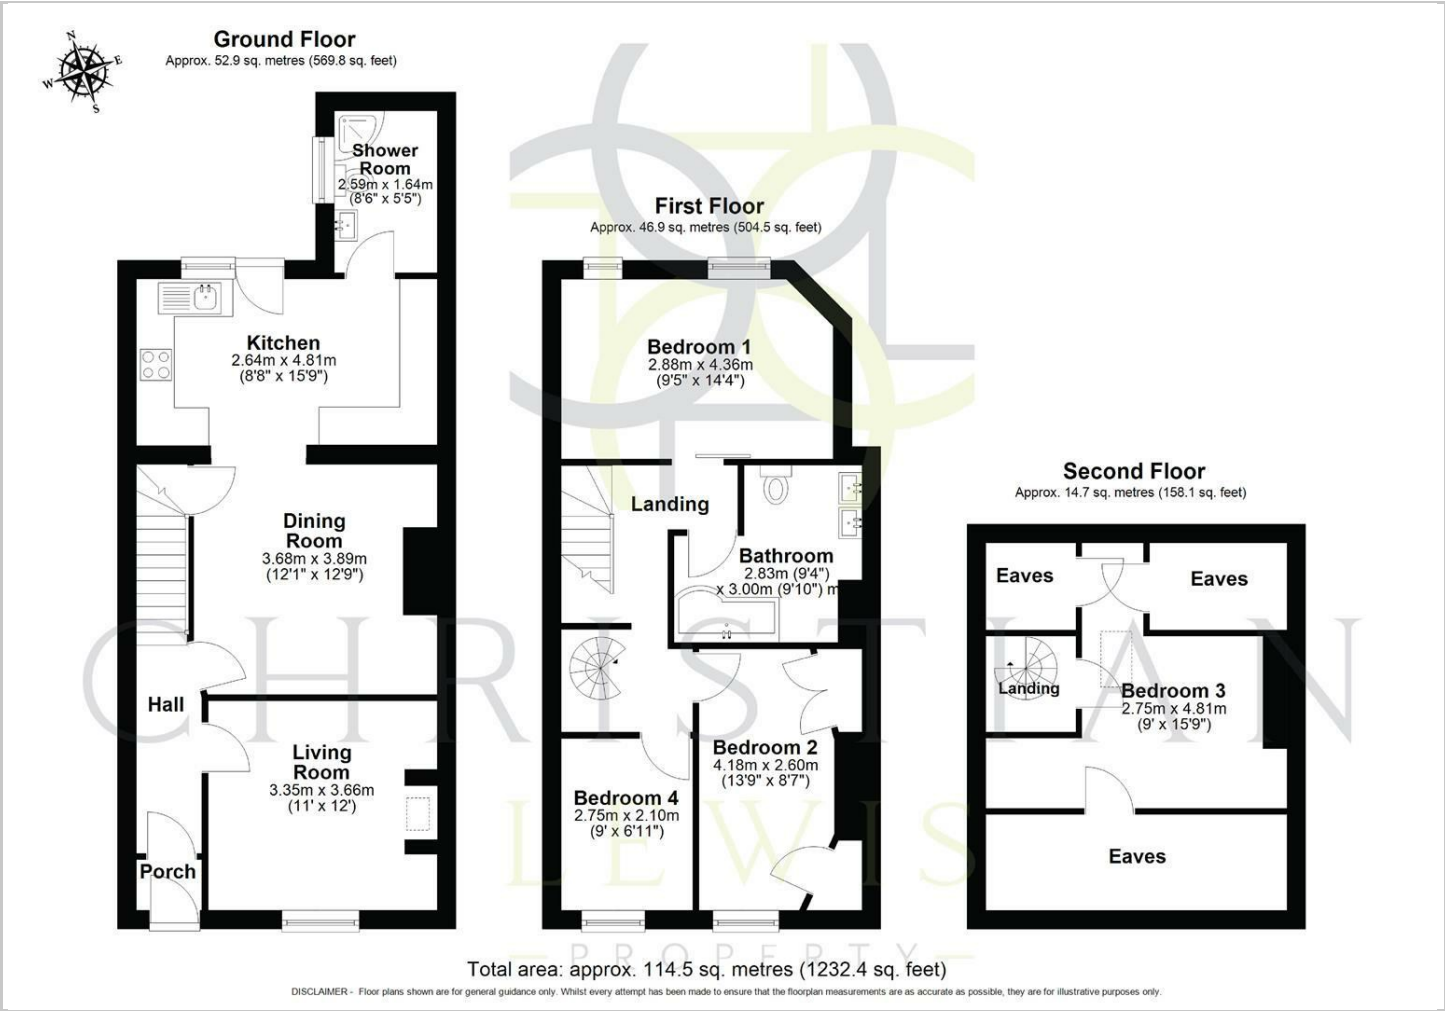 N
E
W
S
Ground Floor
Approx. 52.9 sq. metres (569.8 sq. feet)
Shower
Room
2.59m x 1.64m
(8'6" x 5'5")
Kitchen
2.64m x 4.81m
(8'8" x 15'9")
Dining
Room
3.68m x 3.89m
(12'1" x 12'9")
Hall
Living
Room
3.35m x 3.66m
(11' x 12')
Porch
First Floor
Approx. 46.9 sq. metres (504.5 sq. feet)
Bedroom 1
2.88m x 4.36m
(9'5" x 14'4")
Landing
Bathroom
2.83m (9'4")
x 3.00m (9'10") m
Bedroom 2
4.18m x 2.60m
(13'9" x 8'7")
Bedroom 4
2.75m x 2.10m
(9' x 6'11")
Second Floor
Approx. 14.7 sq. metres (158.1 sq. feet)
Eaves
Eaves
Landing
Bedroom 3
2.75m x 4.81m
(9' x 15'9")
Eaves
CHRISTIAN
LEWIS
PROPERTY
Total area: approx. 114.5 sq. metres (1232.4 sq. feet)
DISCLAIMER - Floor plans shown are for general guidance only. Whilst every attempt has been made to ensure that the floorplan measurements are as accurate as possible, they are for illustrative purposes only.